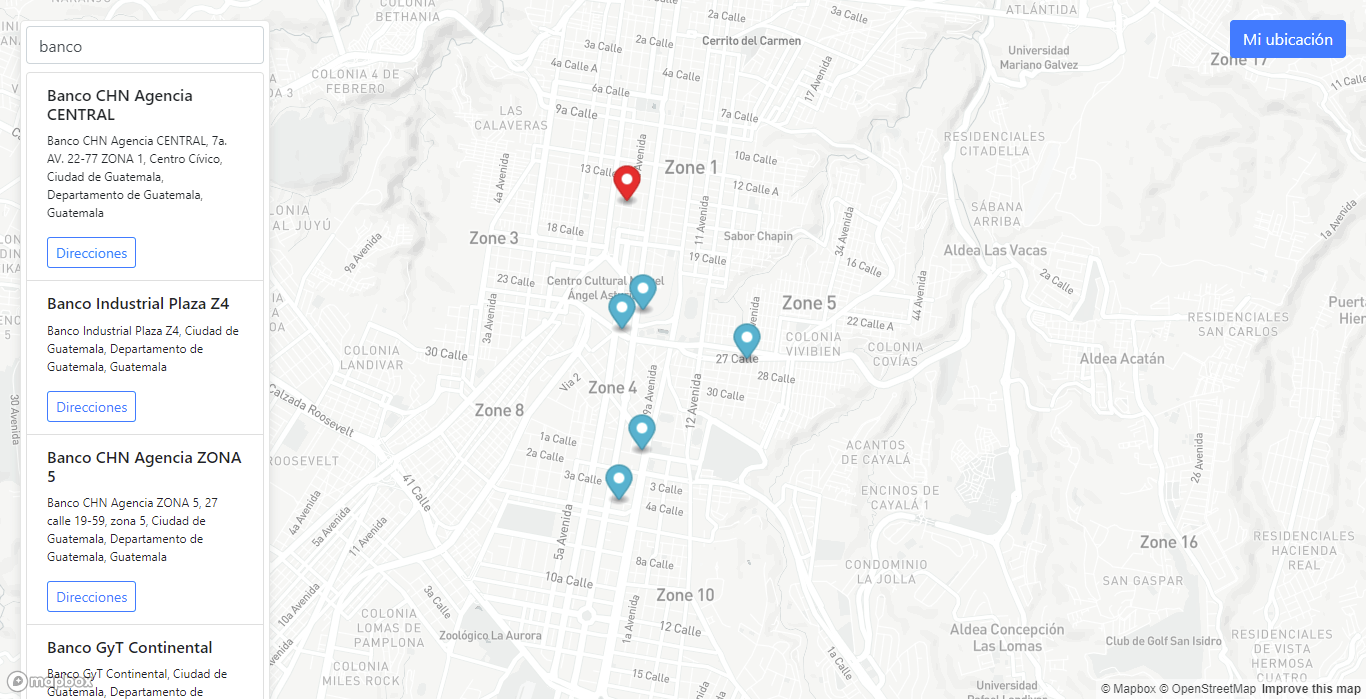 banco
Banco CHN Agencia
CENTRAL
Banco CHN Agencia CENTRAL, 7a.
AV. 22-77 ZONA 1, Centro Cívico,
Ciudad de Guatemala,
Departamento de Guatemala,
Guatemala
Direcciones
Banco Industrial Plaza Z4
Banco Industrial Plaza Z4, Ciudad de
Guatemala, Departamento de
Guatemala, Guatemala
Direcciones
Banco CHN Agencia ZONA
5
Banco CHN Agencia ZONA 5, 27
calle 19-59, zona 5, Ciudad de
Guatemala, Departamento de
Guatemala, Guatemala
Direcciones
Banco GyT Continental
Banco GyT Continental, Ciudad de
Guatemala, Departamento de
mapbox
Mi ubicación
COLONIA
BETHANIA
2a Calle
ATLÁNTIDA
3a Calle
2a Calle
Cerrito del Carmen
Universidad
Mariano Galvez
Zone 17
4a Calle A
4a Calle
17 Avenida
11 Calle
COLONIA 4 DE
FEBRERO
6a Calle
9a Calle
7a Calle
LAS
CALAVERAS
RESIDENCIALES
CITADELLA
Avenida
10a Calle
13 Calle
Zone 1
12 Calle A
4a Avenida
SÁBANA
ARRIBA
1a Avenida
11 Avenida
34 Avenida
18 Calle
Zone 3
Sabor Chapin
Aldea Las Vacas
9a Avenida
19 Calle
16 Calle
2a Calle
23 Calle
44 Avenida
Zone 5
3a Avenida
22 Calle A
RESIDENCIALES
SAN CARLOS
COLONIA
VIVIBIEN
COLONIA
COVÍAS
COLONIA
LANDIVAR
30 Calle
27 Calle
Aldea Acatán
28 Calle
Via 2
Zone 4
9a Avenida
12 Avenida
30 Calle
Calzada Roosevelt
30 Avenida
Zone 8
1a Calle
2a Calle
ACANTOS
DE CAYALÁ
26 Avenida
ROOSEVELT
3a Calle
41 Calle
3 Calle
4a Calle
ENCINOS DE
CAYALÁ 1
4a Avenida
5a Avenida
11 Avenida
5a Avenida
Zone 16
RESIDENCIALES
HACIENDA
REAL
8a Calle
CONDOMINIO
LA JOLLA
10a Calle
SAN GASPAR
3a Calle
10a Avenida
Zone 10
COLONIA
LOMAS DE
PAMPLONA
1a Avenida
12 Calle
Zoológico La Aurora
Aldea Concepción
Las Lomas
Club de Golf San Isidro
RESIDENCIALES
DE VISTA
HERMOSA
CUATRO
1a Calle
COLONIA
MILES ROCK
15 Calle
Universidad
Rafael Landívar
© Mapbox © OpenStreetMap Improve this map